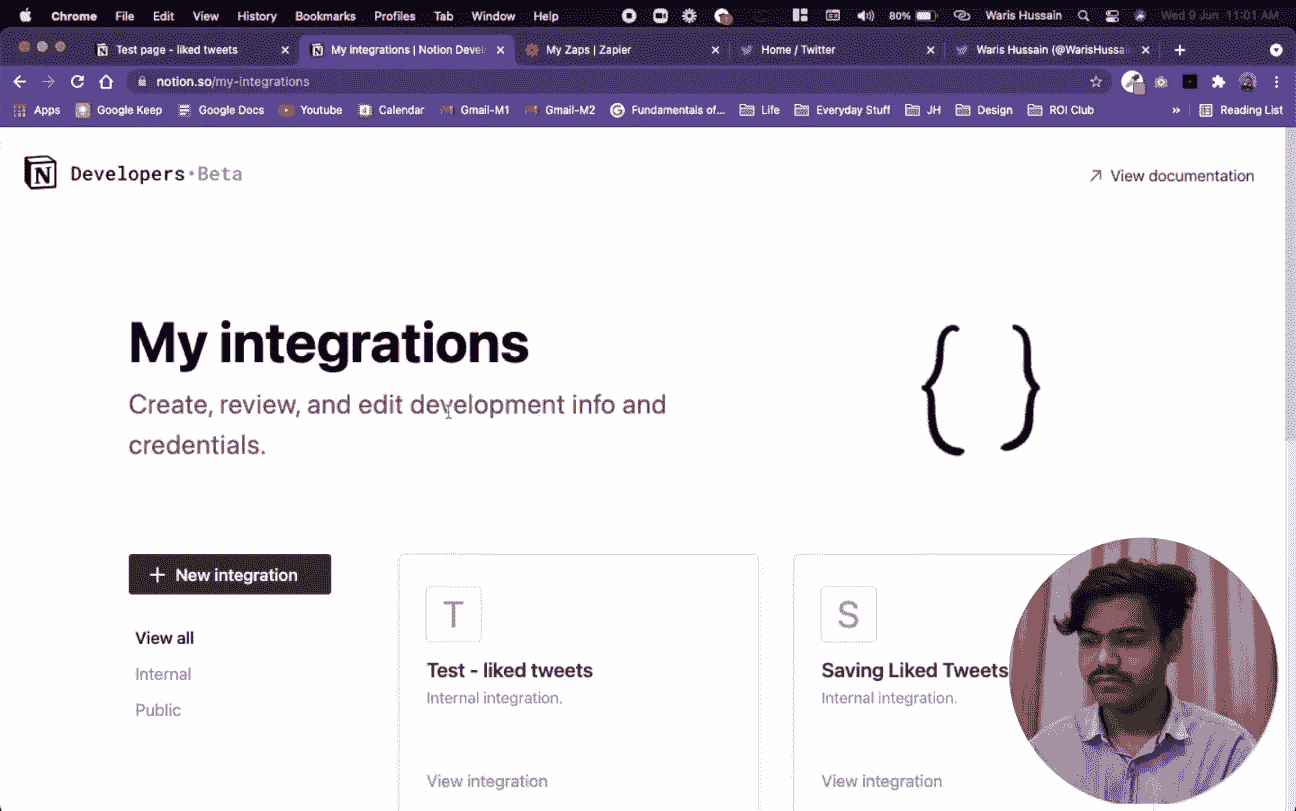 Chrome File Edit View History Bookmarks Profiles Tab Window Help 80% Waris Hussain Wed 9 Jun 11:01 AM
Test page - liked tweets My integrations | Notion Devel My Zaps | Zapier Home / Twitter Waris Hussain (@WarisHussai
notion.so/my-integrations
Apps Google Keep Google Docs Youtube Calendar Gmail-M1 Gmail-M2 Fundamentals of... Life Everyday Stuff JH Design ROI Club » Reading List
N Developers•Beta
↗ View documentation
My integrations
Create, review, and edit development info and
credentials.
{ }
+ New integration
View all
Internal
Public
T
Test - liked tweets
Internal integration.
View integration
S
Saving Liked Tweets
Internal integration.
View integration